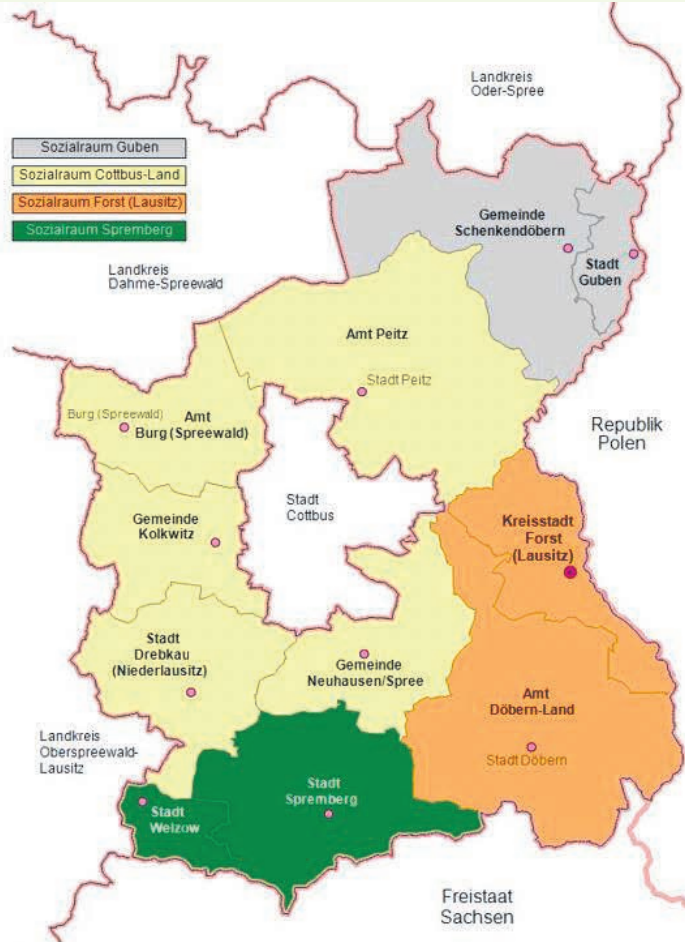 Landkreis
Oder-Spree
Sozialraum Guben
Sozialraum Cottbus-Land
Sozialraum Forst (Lausitz)
Sozialraum Spremberg
Gemeinde
Schenkendöbern
Stadt
Guben
Landkreis
Dahme-Spreewald
Amt Peitz
Stadt Peitz
Burg (Spreewald)
Amt
Burg (Spreewald)
Republik
Polen
Stadt
Cottbus
Gemeinde
Kolkwitz
Kreisstadt
Forst
(Lausitz)
Stadt
Drebkau
(Niederlausitz)
Gemeinde
Neuhausen/Spree
Amt
Döbern-Land
Stadt Döbern
Landkreis
Oberspreewald-
Lausitz
Stadt
Spremberg
Stadt
Welzow
Freistaat
Sachsen